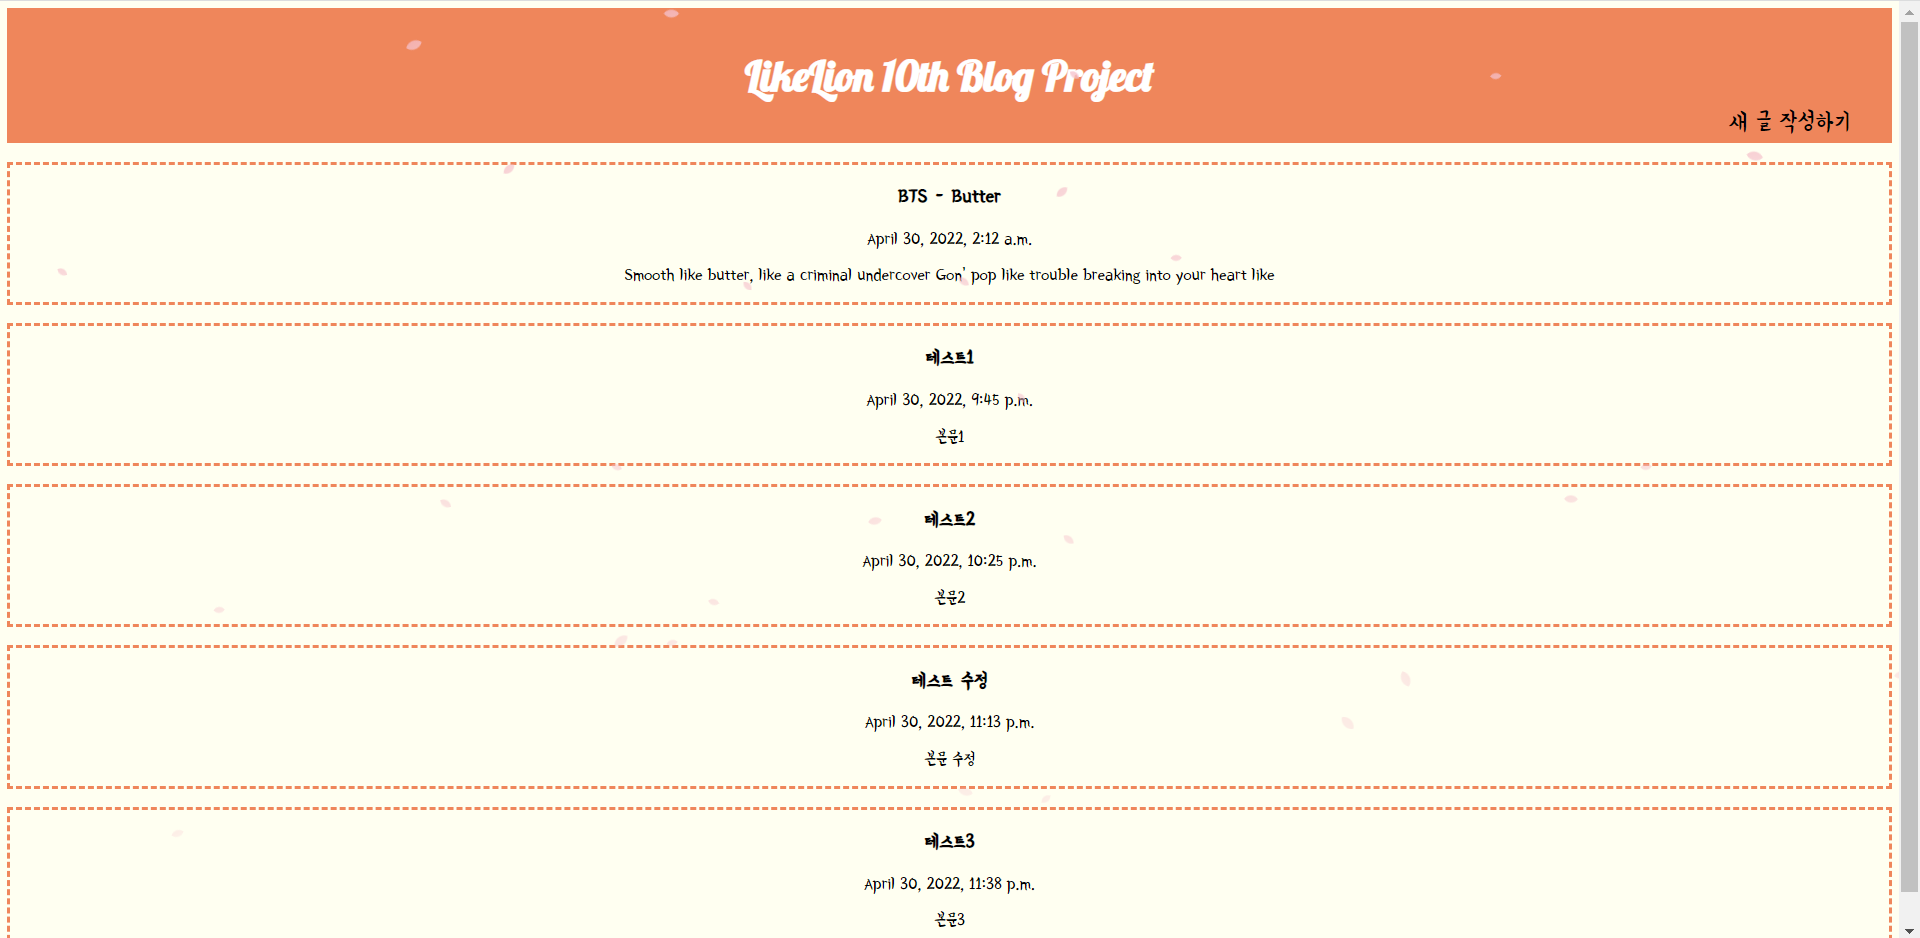 LikeLion 10th Blog Project
새 글 작성하기
BTS - Butter
April 30, 2022, 2:12 a.m.
Smooth like butter, like a criminal undercover Gon' pop like trouble breaking into your heart like
테스트1
April 30, 2022, 9:45 p.m.
본문1
테스트2
April 30, 2022, 10:25 p.m.
본문2
테스트 수정
April 30, 2022, 11:13 p.m.
본문 수정
테스트3
April 30, 2022, 11:38 p.m.
본문3